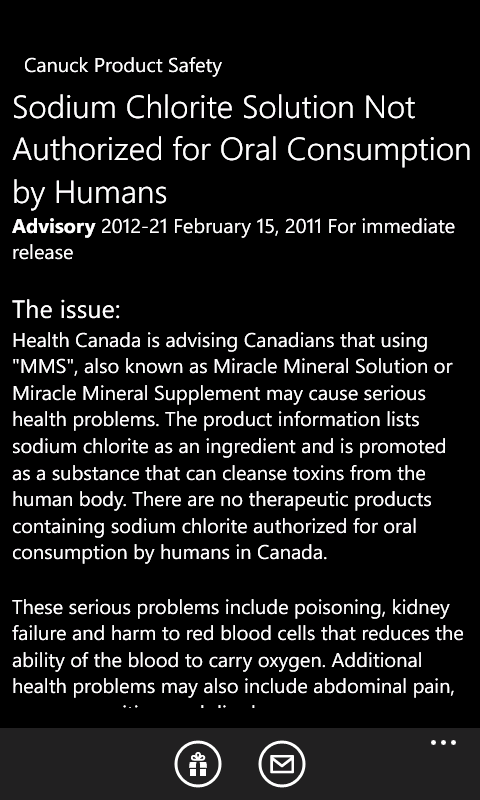 Canuck Product Safety
Sodium Chlorite Solution Not
Authorized for Oral Consumption
by Humans
Advisory 2012-21 February 15, 2011 For immediate
release
The issue:
Health Canada is advising Canadians that using
"MMS", also known as Miracle Mineral Solution or
Miracle Mineral Supplement may cause serious
health problems. The product information lists
sodium chlorite as an ingredient and is promoted
as a substance that can cleanse toxins from the
human body. There are no therapeutic products
containing sodium chlorite authorized for oral
consumption by humans in Canada.
These serious problems include poisoning, kidney
failure and harm to red blood cells that reduces the
ability of the blood to carry oxygen. Additional
health problems may also include abdominal pain,